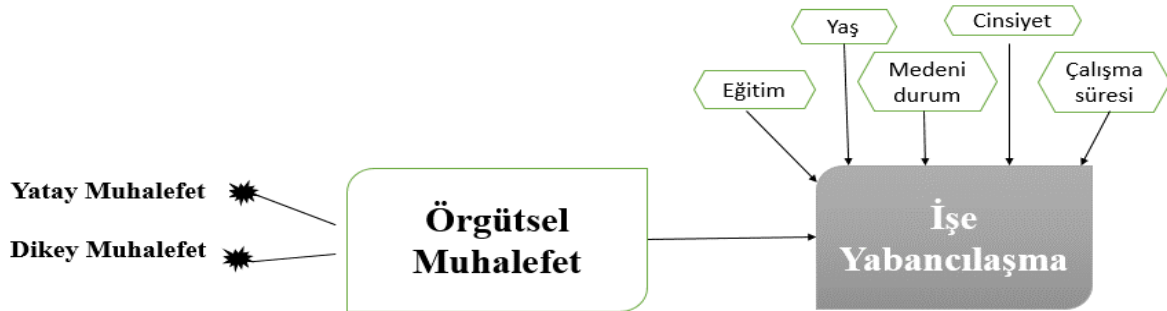 Cinsiyet
Yaş
Medeni
durum
Çalışma
süresi
Eğitim
Yatay Muhalefet
Dikey Muhalefet
Örgütsel
Muhalefet
İşe
Yabancılaşma